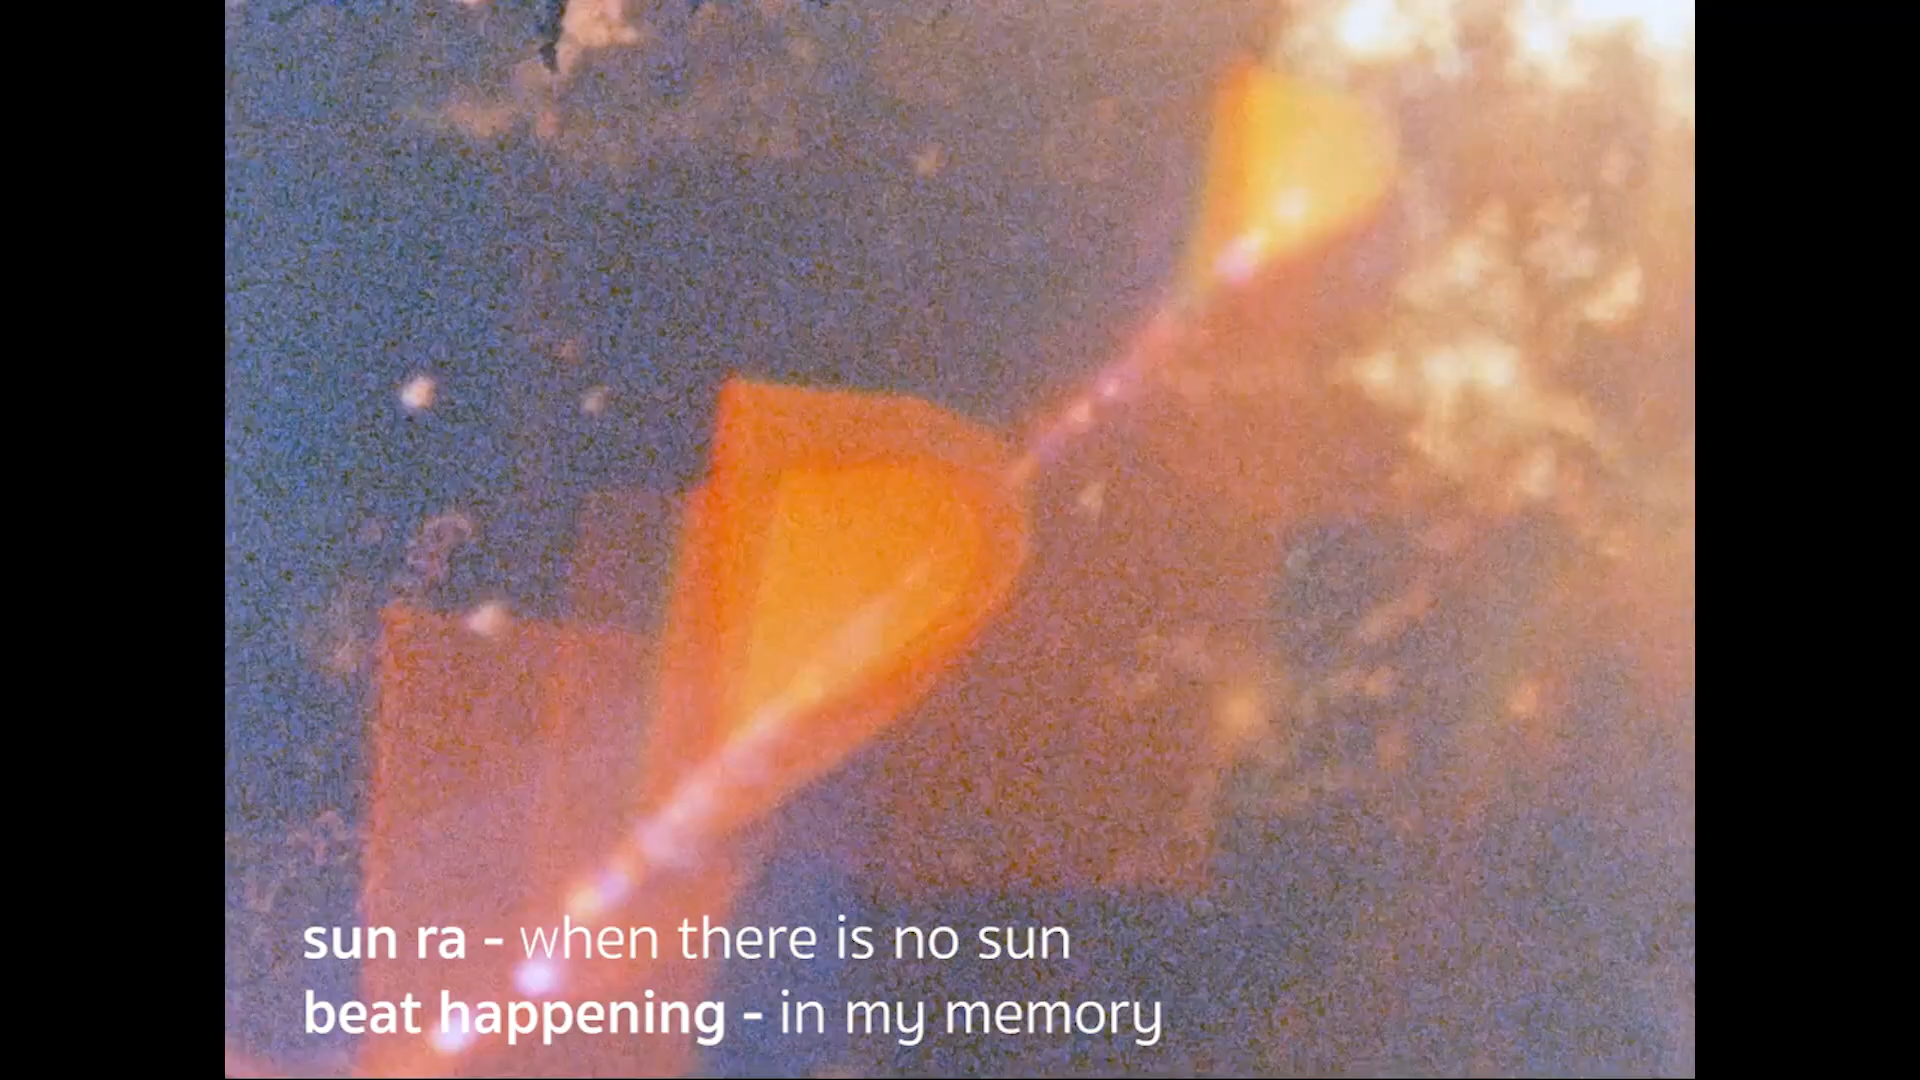 sun ra - when there is no sun
beat happening - in my memory